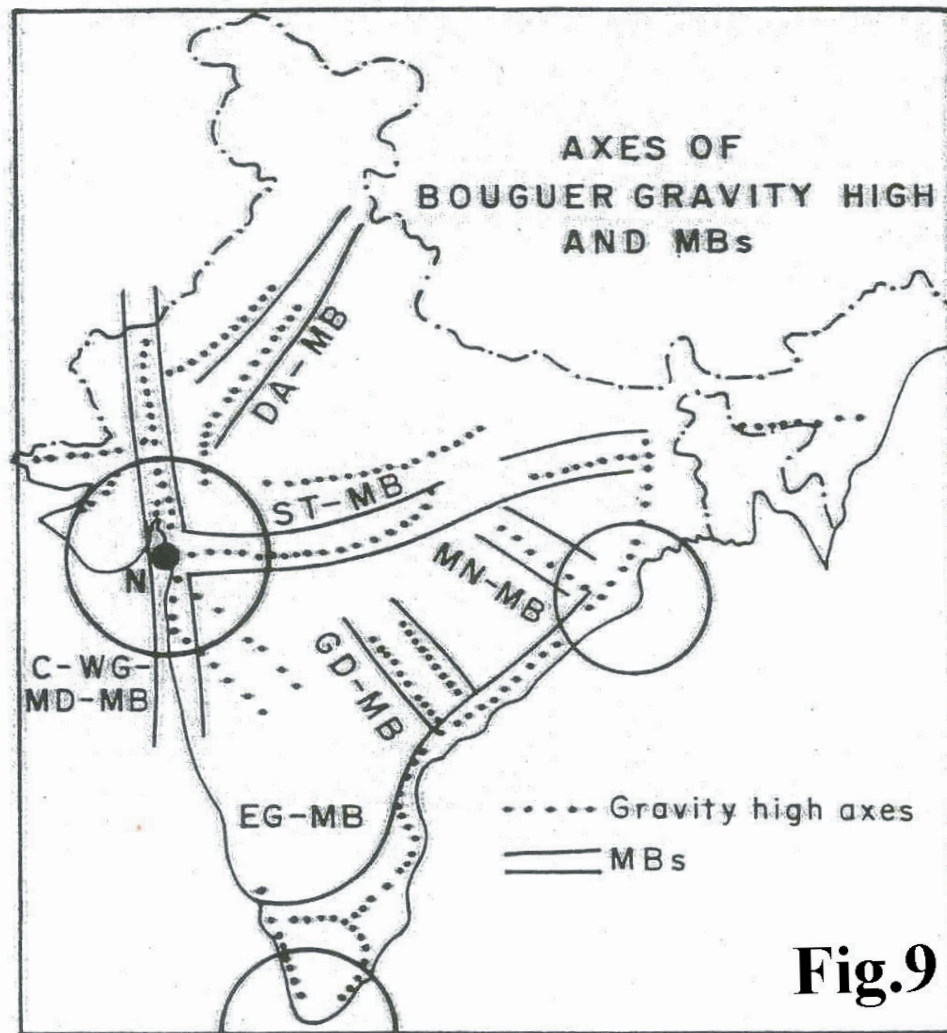 AXES OF
BOUGUER GRAVITY HIGH
AND MBs
DA-MB
ST-MB
MN-MB
N
GD-MB
C-WG-
MD-MB
EG-MB
Gravity high axes
MBs
Fig.9